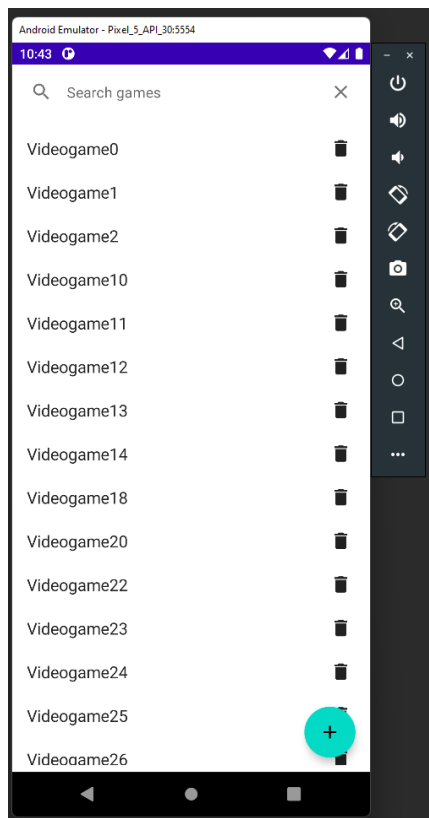 Android Emulator - Pixel_5_API_30:5554
10:43
Search games
Videogame0
Videogame1
Videogame2
Videogame10
Videogame11
Videogame12
Videogame13
Videogame14
Videogame18
Videogame20
Videogame22
Videogame23
Videogame24
Videogame25
Videogame26